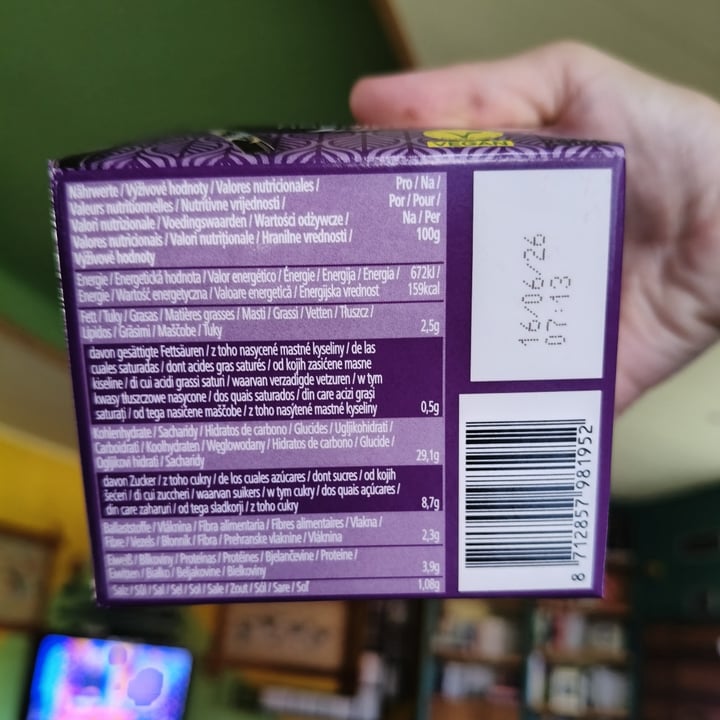 VEGAN
Nährwerte / Výživové hodnoty / Valores nutricionales / Pro / Na /
Valeurs nutritionnelles / Nutritivne vrijednosti / Por / Pour /
Valori nutrizionale / Voedingswaarden / Wartości odżywcze / Na / Per
Valores nutricionais / Valori nutriționale / Hranilne vrednosti / 100g
Výživové hodnoty
Energie / Energetická hodnota / Valor energético / Énergie / Energija / Energia / 672kJ /
Energie / Wartość energetyczna / Valoare energetică / Energijska vrednost 159kcal
Fett / Tuky / Grasas / Matières grasses / Masti / Grassi / Vetten / Tłuszcz /
Lipidos / Grăsimi / Maščobe / Tuky 2,5g
davon gesättigte Fettsäuren / z toho nasycené mastné kyseliny / de las
cuales saturadas / dont acides gras saturés / od kojih zasićene masne
kiseline / di cui acidi grassi saturi / waarvan verzadigde vetzuren / w tym
kwasy tłuszczowe nasycone / dos quais saturados / din care acizi grași
saturați / od tega nasičene maščobe / z toho nasýtené mastné kyseliny 0,5g
Kohlenhydrate / Sacharidy / Hidratos de carbono / Glucides / Ugljikohidrati /
Carboidrati / Koolhydraten / Węglowodany / Hidratos de carbono / Glucide /
Ogljikovi hidrati / Sacharidy 29,1g
davon Zucker / z toho cukry / de los cuales azúcares / dont sucres / od kojih
šećeri / di cui zuccheri / waarvan suikers / w tym cukry / dos quais açúcares /
din care zaharuri / od tega sladkorji / z toho cukry 8,7g
Ballaststoffe / Vláknina / Fibra alimentaria / Fibres alimentaires / Vlakna /
Fibre / Vezels / Błonnik / Fibra / Prehranske vlaknine / Vláknina 2,3g
Eiweiß / Bílkoviny / Proteínas / Protéines / Bjelančevine / Proteine /
Eiwitten / Białko / Beljakovine / Bielkoviny 3,9g
Salz / Sůl / Sal / Sel / Sol / Sale / Zout / Sól / Sare / Soľ 1,08g
16/06/26
07:13
8 712857 981952